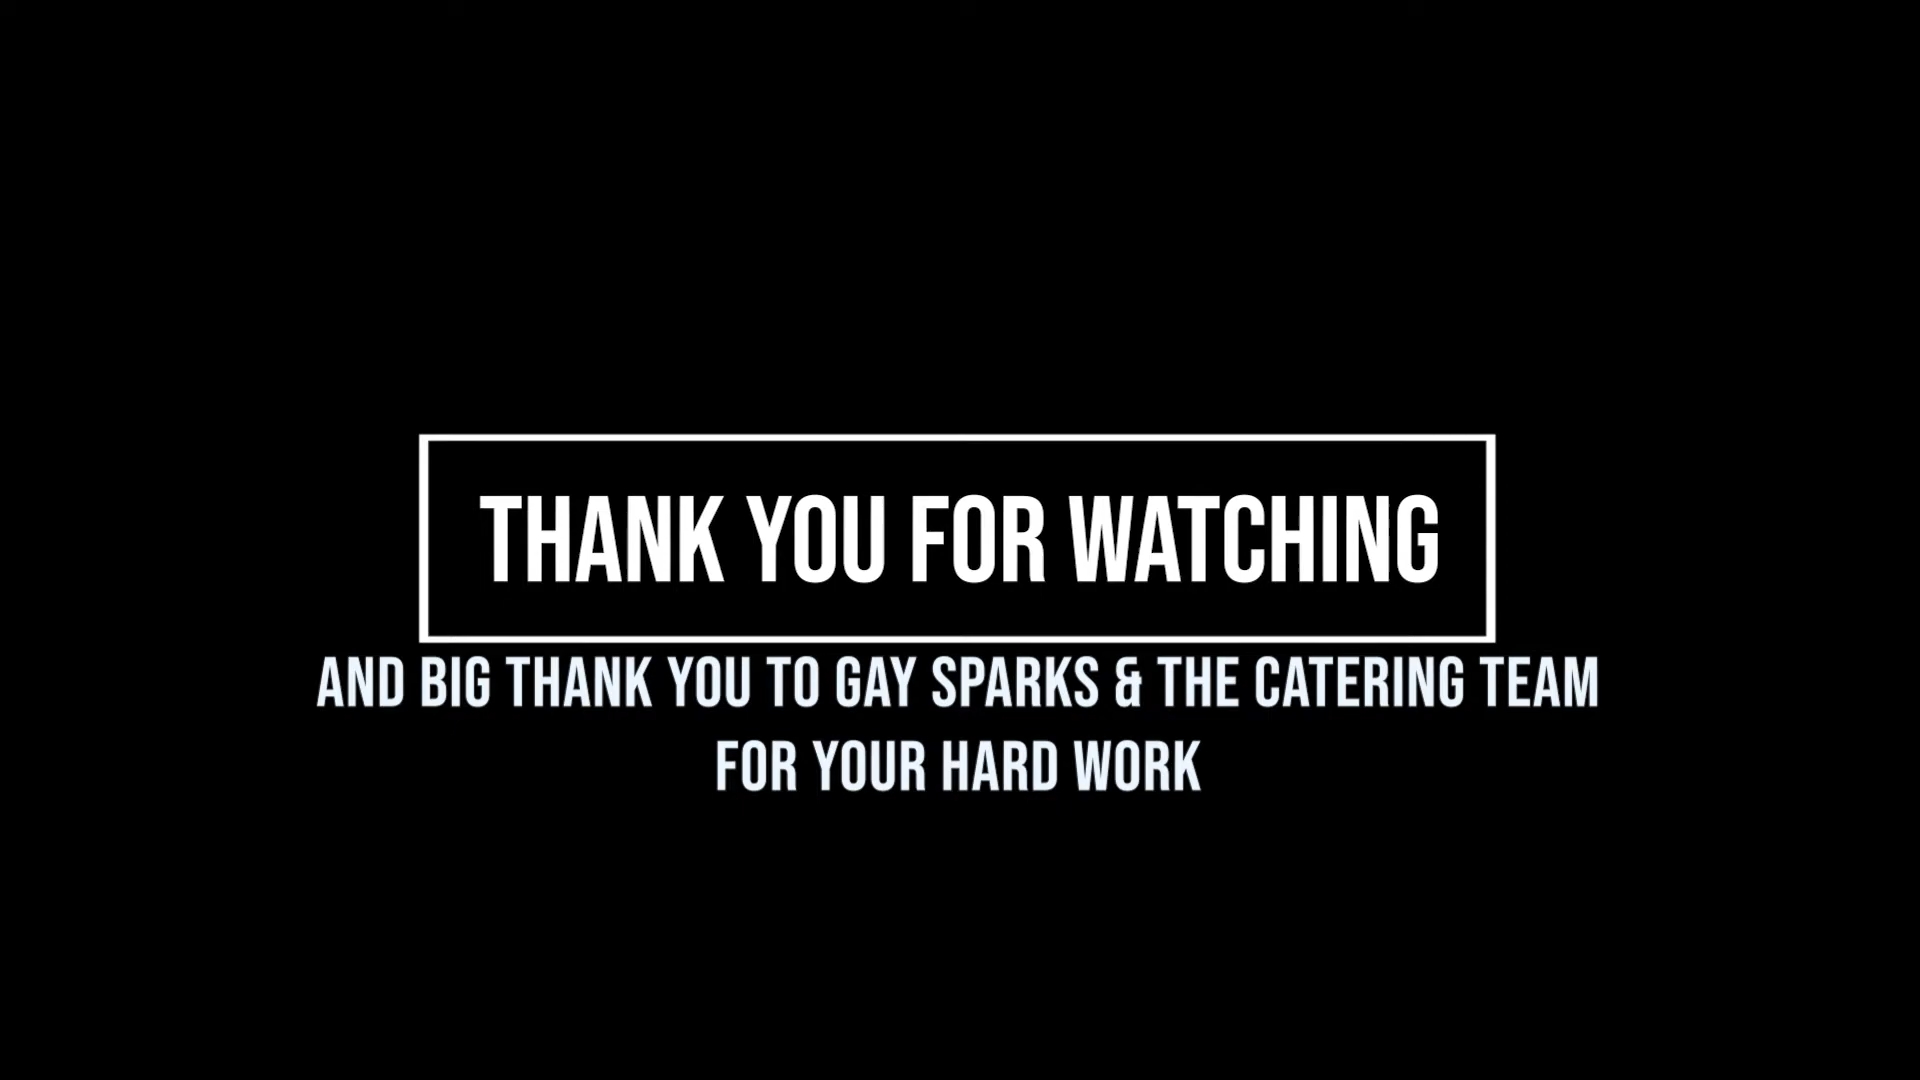 THANK YOU FOR WATCHING
AND BIG THANK YOU TO GAY SPARKS & THE CATERING TEAM
FOR YOUR HARD WORK